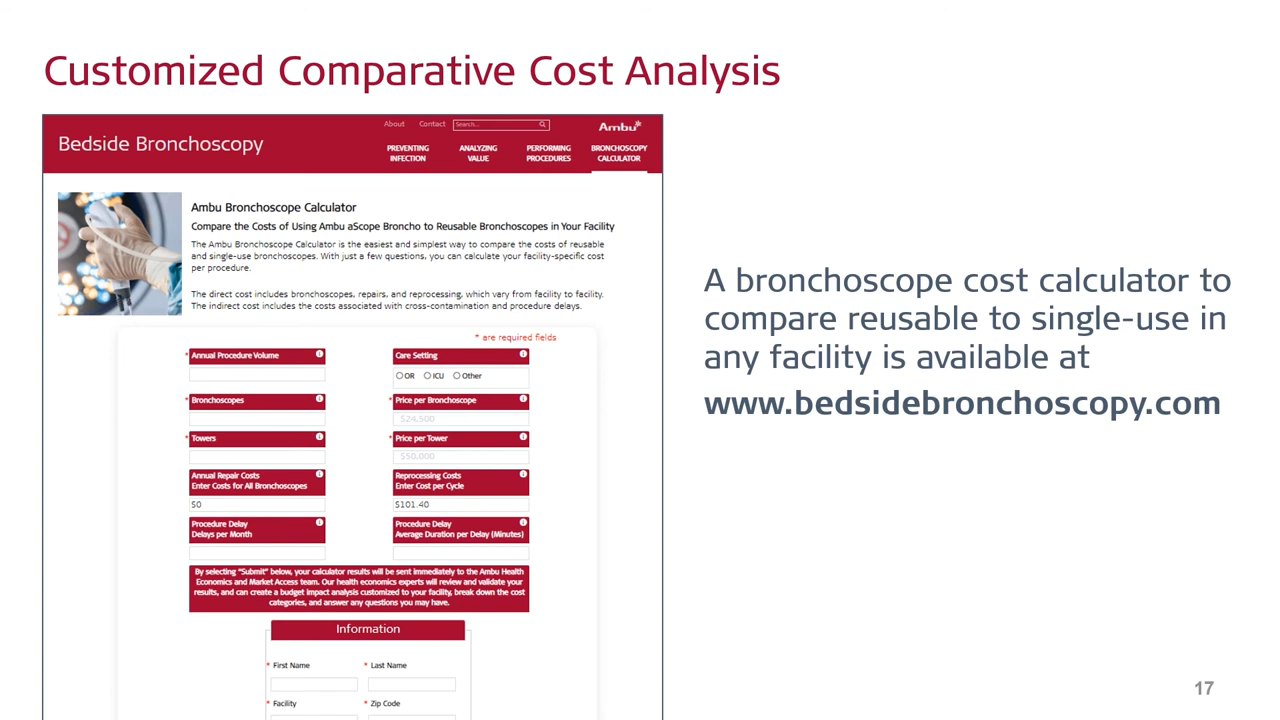 Customized Comparative Cost Analysis
About Contact Search...
Ambu
Bedside Bronchoscopy
PREVENTING INFECTION
ANALYZING VALUE
PERFORMING PROCEDURES
BRONCHOSCOPY CALCULATOR
Ambu Bronchoscope Calculator
Compare the Costs of Using Ambu aScope Broncho to Reusable Bronchoscopes in Your Facility
The Ambu Bronchoscope Calculator is the easiest and simplest way to compare the costs of reusable
and single-use bronchoscopes. With just a few questions, you can calculate your facility-specific cost
per procedure.
The direct cost includes bronchoscopes, repairs, and reprocessing, which vary from facility to facility.
The indirect cost includes the costs associated with cross-contamination and procedure delays.
* are required fields
* Annual Procedure Volume
Care Setting
OR ICU Other
* Bronchoscopes
* Price per Bronchoscope
$24,500
* Towers
* Price per Tower
$50,000
Annual Repair Costs
Enter Costs for All Bronchoscopes
$0
Reprocessing Costs
Enter Cost per Cycle
$101.40
Procedure Delay
Delays per Month
Procedure Delay
Average Duration per Delay (Minutes)
By selecting "Submit" below, your calculator results will be sent immediately to the Ambu Health
Economics and Market Access team. Our health economics experts will review and validate your
results, and can create a budget impact analysis customized to your facility, break down the cost
categories, and answer any questions you may have.
Information
* First Name * Last Name
* Facility * Zip Code
A bronchoscope cost calculator to
compare reusable to single-use in
any facility is available at
www.bedsidebronchoscopy.com
17